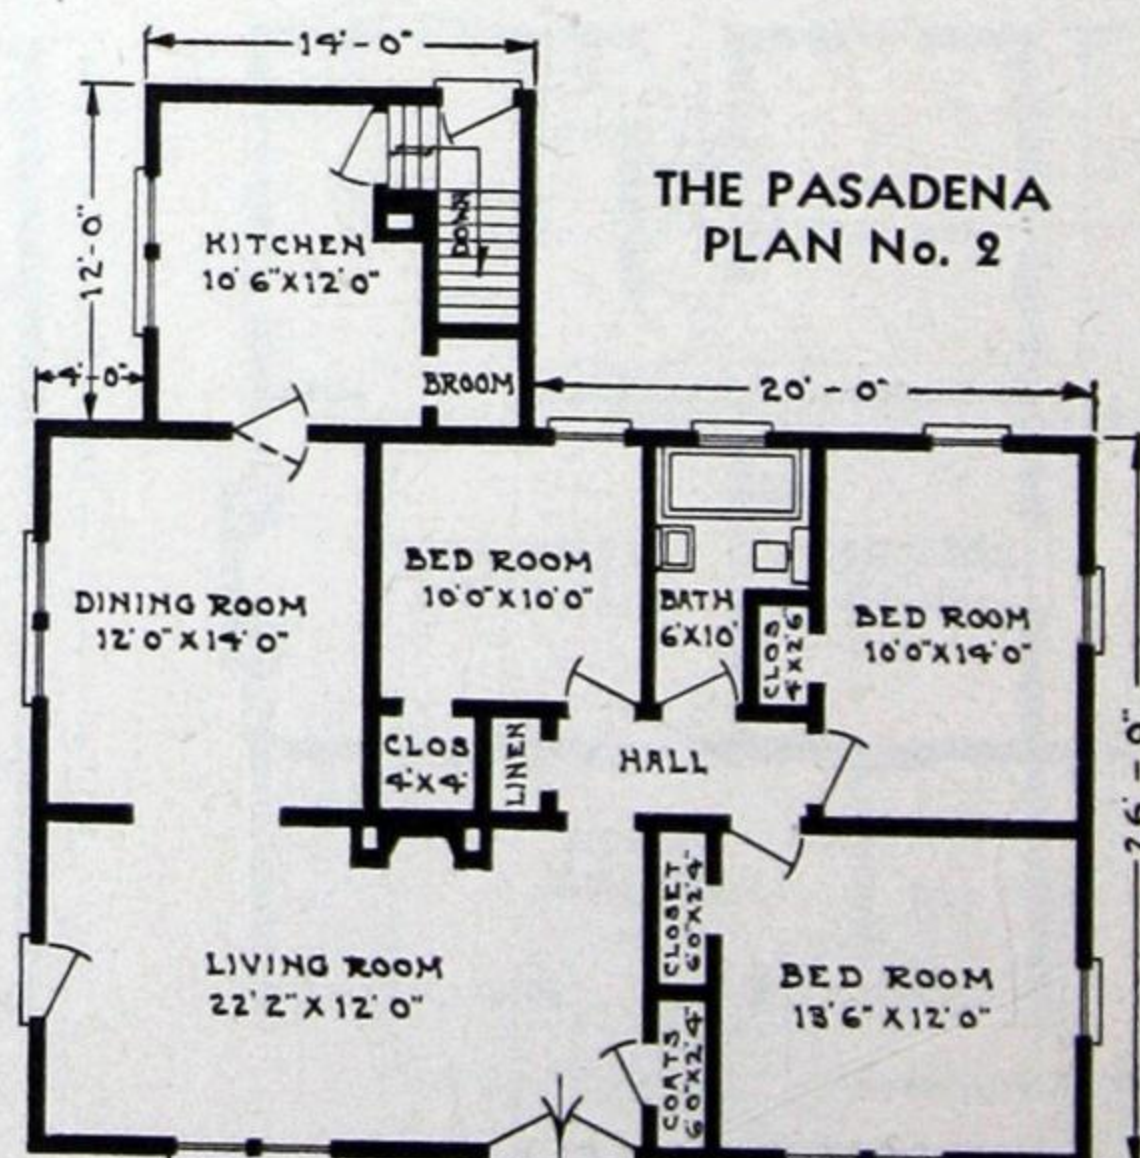 14'-0"
THE PASADENA
PLAN No. 2
12'-0"
KITCHEN
10'6"X12'0"
DOWN
4'-0"
BROOM
20'-0"
BED ROOM
10'0"X10'0"
DINING ROOM
12'0"X14'0"
BATH
6'X10'
CLOS
4'X2'6"
BED ROOM
10'0"X14'0"
CLOS
4'X4'
LINEN
HALL
26'-0"
CLOSET
6'0"X2'4"
LIVING ROOM
22'2"X12'0"
BED ROOM
13'6"X12'0"
COATS
6'0"X2'4"